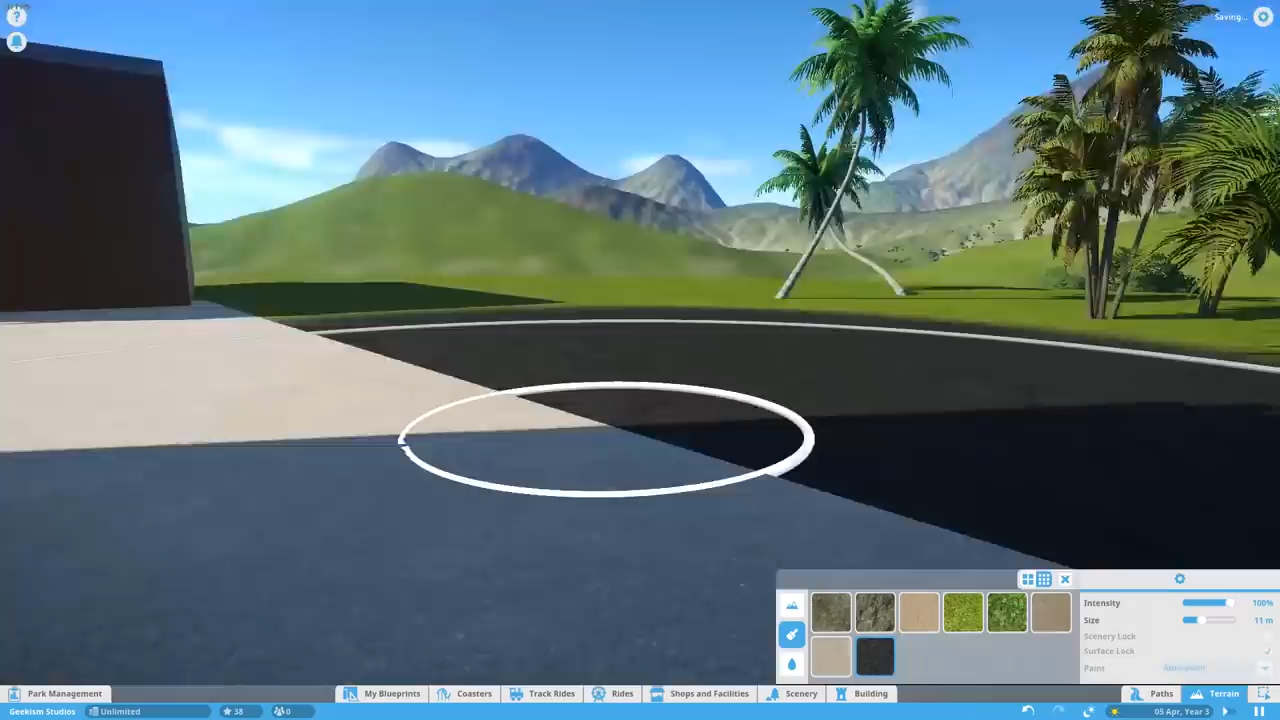 ?
Saving...
Intensity 100%
Size 11 m
Scenery Lock
Surface Lock
Paint
Park Management My Blueprints Coasters Track Rides Rides Shops and Facilities Scenery Building Paths Terrain
Geekism Studios Unlimited 38 0 05 Apr, Year 3